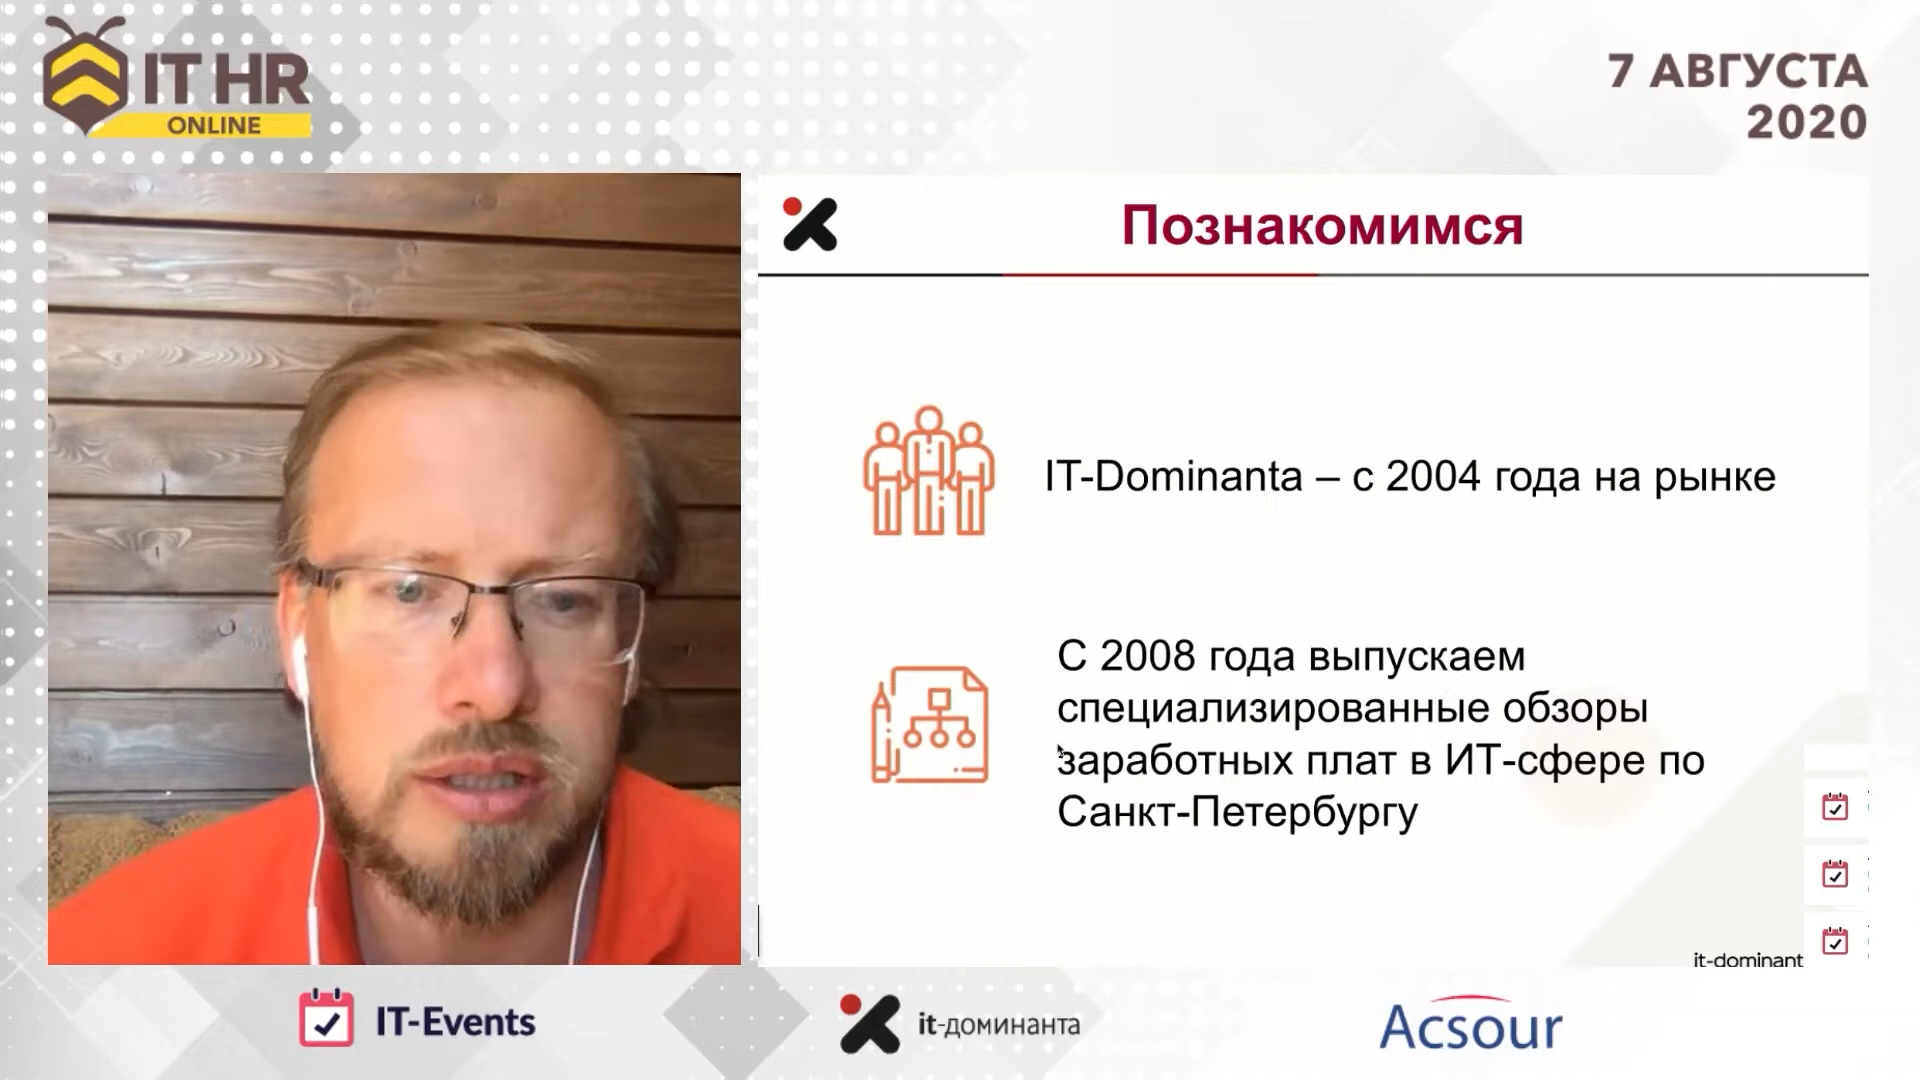 IT HR
ONLINE
7 АВГУСТА
2020
Познакомимся
IT-Dominanta – с 2004 года на рынке
С 2008 года выпускаем
специализированные обзоры
заработных плат в ИТ-сфере по
Санкт-Петербургу
it-dominant
IT-Events
it-доминанта
Acsour